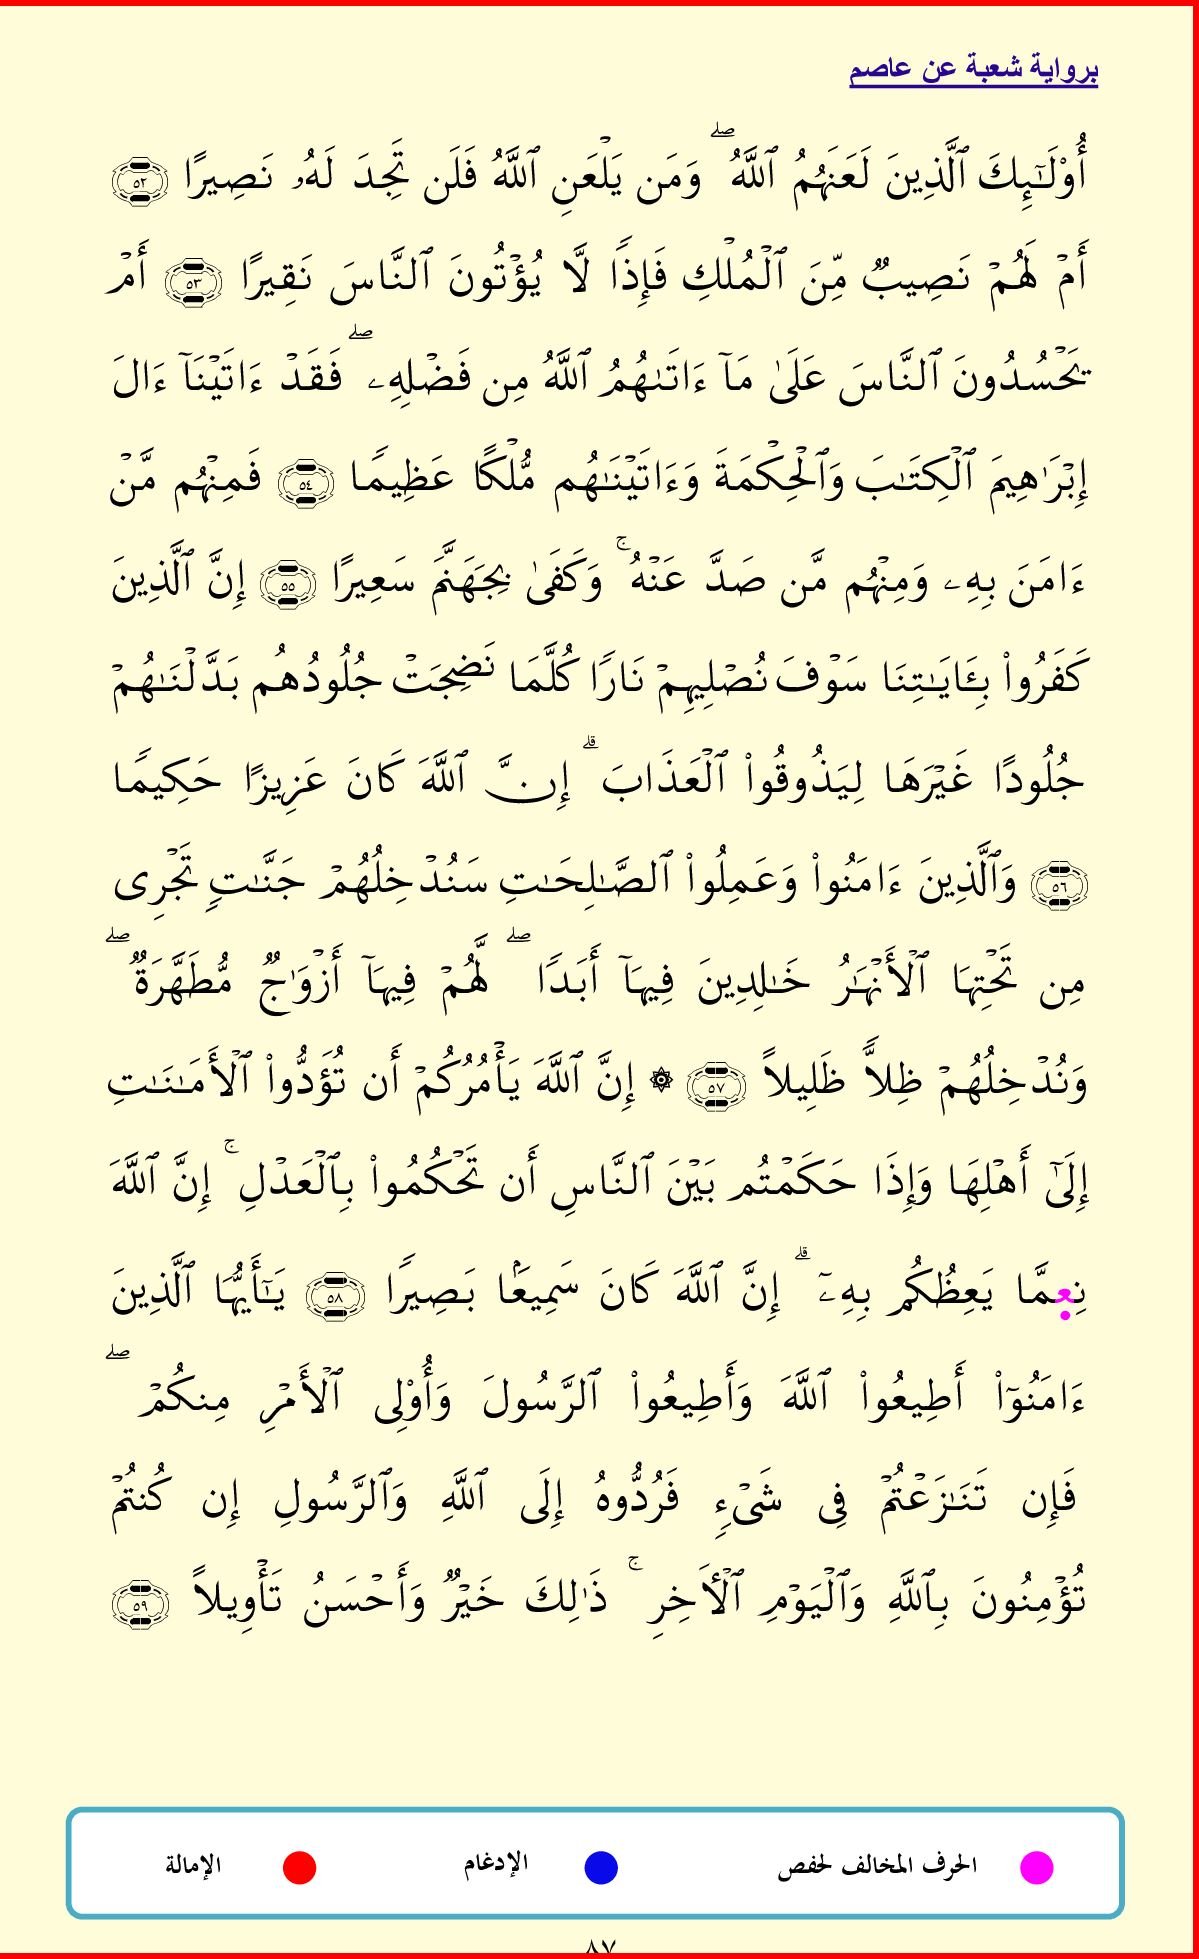 برواية شعبة عن عاصم
أُوْلَـٰٓئِكَ ٱلَّذِينَ لَعَنَهُمُ ٱللَّهُ ۖ وَمَن يَلْعَنِ ٱللَّهُ فَلَن تَجِدَ لَهُۥ نَصِيرًا ٥٢
أَمْ لَهُمْ نَصِيبٌ مِّنَ ٱلْمُلْكِ فَإِذًا لَّا يُؤْتُونَ ٱلنَّاسَ نَقِيرًا ٥٣ أَمْ
يَحْسُدُونَ ٱلنَّاسَ عَلَىٰ مَآ ءَاتَىٰهُمُ ٱللَّهُ مِن فَضْلِهِۦ ۖ فَقَدْ ءَاتَيْنَآ ءَالَ
إِبْرَٰهِيمَ ٱلْكِتَـٰبَ وَٱلْحِكْمَةَ وَءَاتَيْنَـٰهُم مُّلْكًا عَظِيمًا ٥٤ فَمِنْهُم مَّنْ
ءَامَنَ بِهِۦ وَمِنْهُم مَّن صَدَّ عَنْهُ ۚ وَكَفَىٰ بِجَهَنَّمَ سَعِيرًا ٥٥ إِنَّ ٱلَّذِينَ
كَفَرُوا۟ بِـَٔايَـٰتِنَا سَوْفَ نُصْلِيهِمْ نَارًا كُلَّمَا نَضِجَتْ جُلُودُهُم بَدَّلْنَـٰهُمْ
جُلُودًا غَيْرَهَا لِيَذُوقُوا۟ ٱلْعَذَابَ ۗ إِنَّ ٱللَّهَ كَانَ عَزِيزًا حَكِيمًا
٥٦ وَٱلَّذِينَ ءَامَنُوا۟ وَعَمِلُوا۟ ٱلصَّـٰلِحَـٰتِ سَنُدْخِلُهُمْ جَنَّـٰتٍ تَجْرِى
مِن تَحْتِهَا ٱلْأَنْهَـٰرُ خَـٰلِدِينَ فِيهَآ أَبَدًا ۖ لَّهُمْ فِيهَآ أَزْوَٰجٌ مُّطَهَّرَةٌ ۖ
وَنُدْخِلُهُمْ ظِلاًّ ظَلِيلاً ٥٧ ۞ إِنَّ ٱللَّهَ يَأْمُرُكُمْ أَن تُؤَدُّوا۟ ٱلْأَمَـٰنَـٰتِ
إِلَىٰٓ أَهْلِهَا وَإِذَا حَكَمْتُم بَيْنَ ٱلنَّاسِ أَن تَحْكُمُوا۟ بِٱلْعَدْلِ ۚ إِنَّ ٱللَّهَ
نِعِمَّا يَعِظُكُم بِهِۦٓ ۗ إِنَّ ٱللَّهَ كَانَ سَمِيعًۢا بَصِيرًا ٥٨ يَـٰٓأَيُّهَا ٱلَّذِينَ
ءَامَنُوٓا۟ أَطِيعُوا۟ ٱللَّهَ وَأَطِيعُوا۟ ٱلرَّسُولَ وَأُوْلِى ٱلْأَمْرِ مِنكُمْ ۖ
فَإِن تَنَـٰزَعْتُمْ فِى شَىْءٍ فَرُدُّوهُ إِلَى ٱللَّهِ وَٱلرَّسُولِ إِن كُنتُمْ
تُؤْمِنُونَ بِٱللَّهِ وَٱلْيَوْمِ ٱلْـَٔاخِرِ ۚ ذَٰلِكَ خَيْرٌ وَأَحْسَنُ تَأْوِيلاً ٥٩
الحرف المخالف لحفص الإدغام الإمالة
٨٧